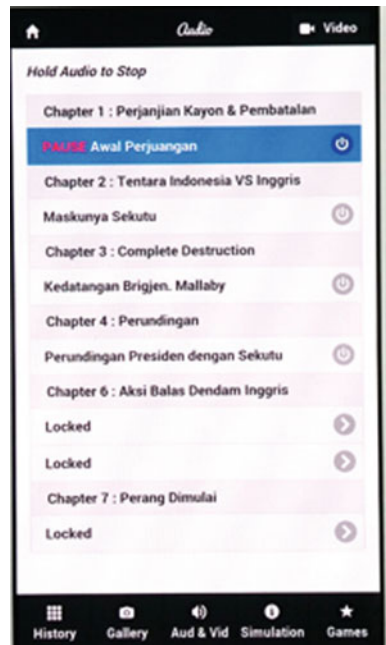 Audio
Video
Hold Audio to Stop
Chapter 1 : Perjanjian Kayon & Pembatalan
PAUSE Awal Perjuangan
Chapter 2 : Tentara Indonesia VS Inggris
Maskunya Sekutu
Chapter 3 : Complete Destruction
Kedatangan Brigjen. Mallaby
Chapter 4 : Perundingan
Perundingan Presiden dengan Sekutu
Chapter 6 : Aksi Balas Dendam Inggris
Locked
Locked
Chapter 7 : Perang Dimulai
Locked
History Gallery Aud & Vid Simulation Games